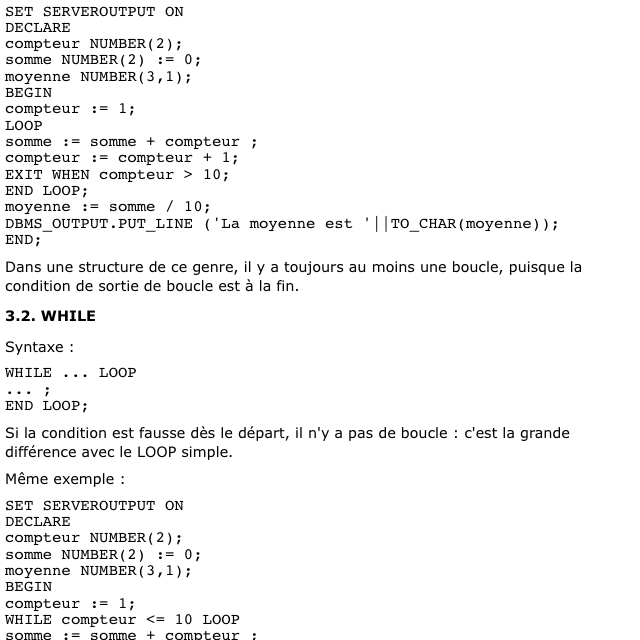 SET SERVEROUTPUT ON
DECLARE
compteur NUMBER(2);
somme NUMBER(2) := 0;
moyenne NUMBER(3,1);
BEGIN
compteur := 1;
LOOP
somme := somme + compteur ;
compteur := compteur + 1;
EXIT WHEN compteur > 10;
END LOOP;
moyenne := somme / 10;
DBMS_OUTPUT.PUT_LINE ('La moyenne est '||TO_CHAR(moyenne));
END;
Dans une structure de ce genre, il y a toujours au moins une boucle, puisque la
condition de sortie de boucle est à la fin.
3.2. WHILE
Syntaxe :
WHILE ... LOOP
... ;
END LOOP;
Si la condition est fausse dès le départ, il n'y a pas de boucle : c'est la grande
différence avec le LOOP simple.
Même exemple :
SET SERVEROUTPUT ON
DECLARE
compteur NUMBER(2);
somme NUMBER(2) := 0;
moyenne NUMBER(3,1);
BEGIN
compteur := 1;
WHILE compteur <= 10 LOOP
somme := somme + compteur ;